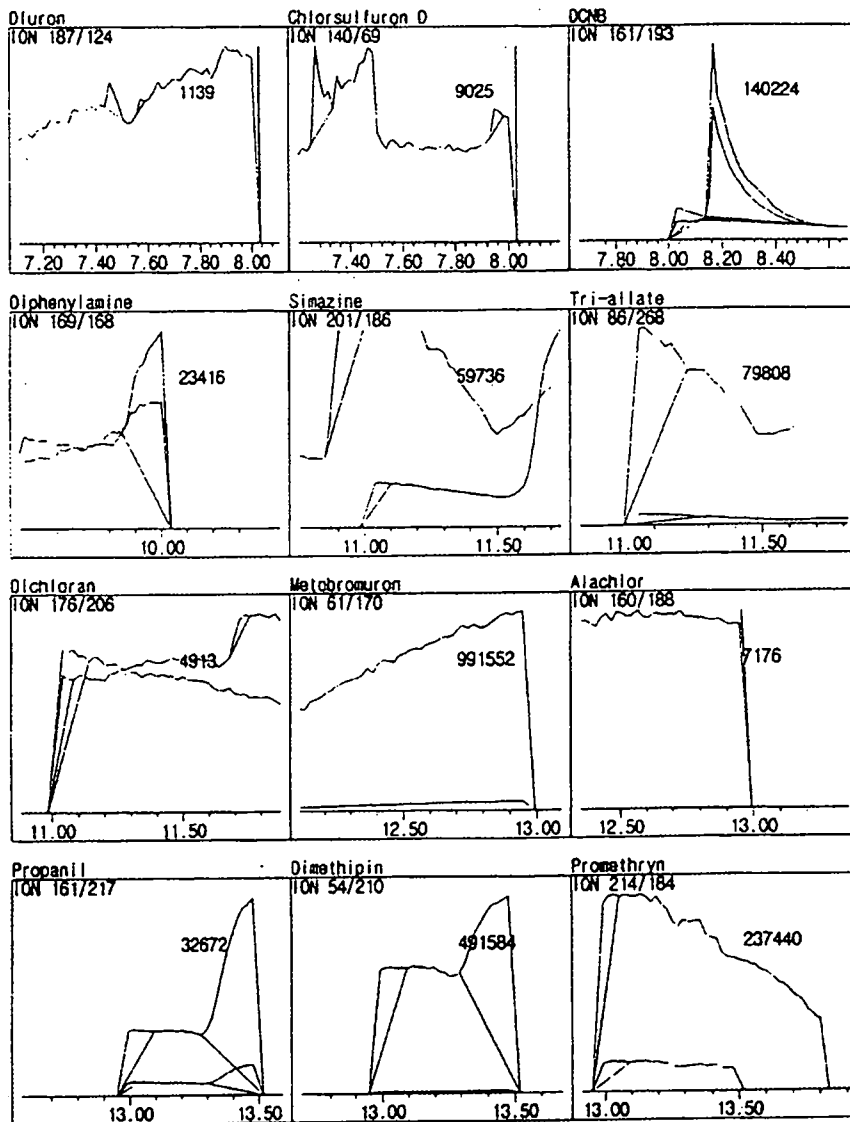 Diuron
ION 187/124
1139
7.20 7.40 7.60 7.80 8.00
Chlorsulfuron D
ION 140/69
9025
7.40 7.60 7.80 8.00
DCNB
ION 161/193
140224
7.80 8.00 8.20 8.40
Diphenylamine
ION 169/168
23416
10.00
Simazine
ION 201/186
59736
11.00 11.50
Tri-allate
ION 86/268
79808
11.00 11.50
Dichloran
ION 176/206
4913
11.00 11.50
Metobromuron
ION 61/170
991552
12.50 13.00
Alachlor
ION 160/188
7176
12.50 13.00
Propanil
ION 161/217
32672
13.00 13.50
Dimethipin
ION 54/210
491584
13.00 13.50
Promethryn
ION 214/184
237440
13.00 13.50